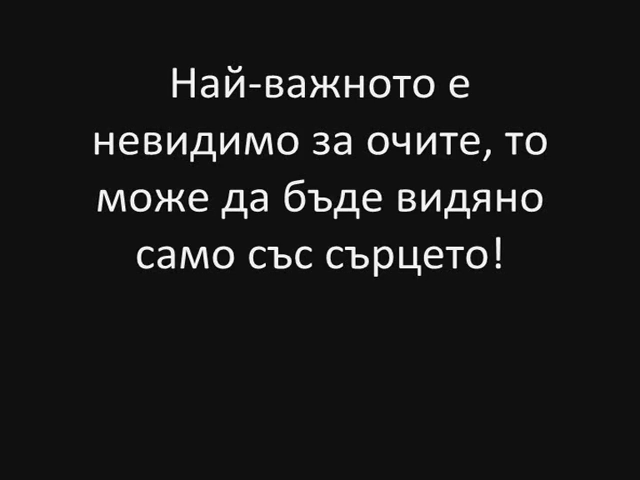 Най-важното е
невидимо за очите, то
може да бъде видяно
само със сърцето!